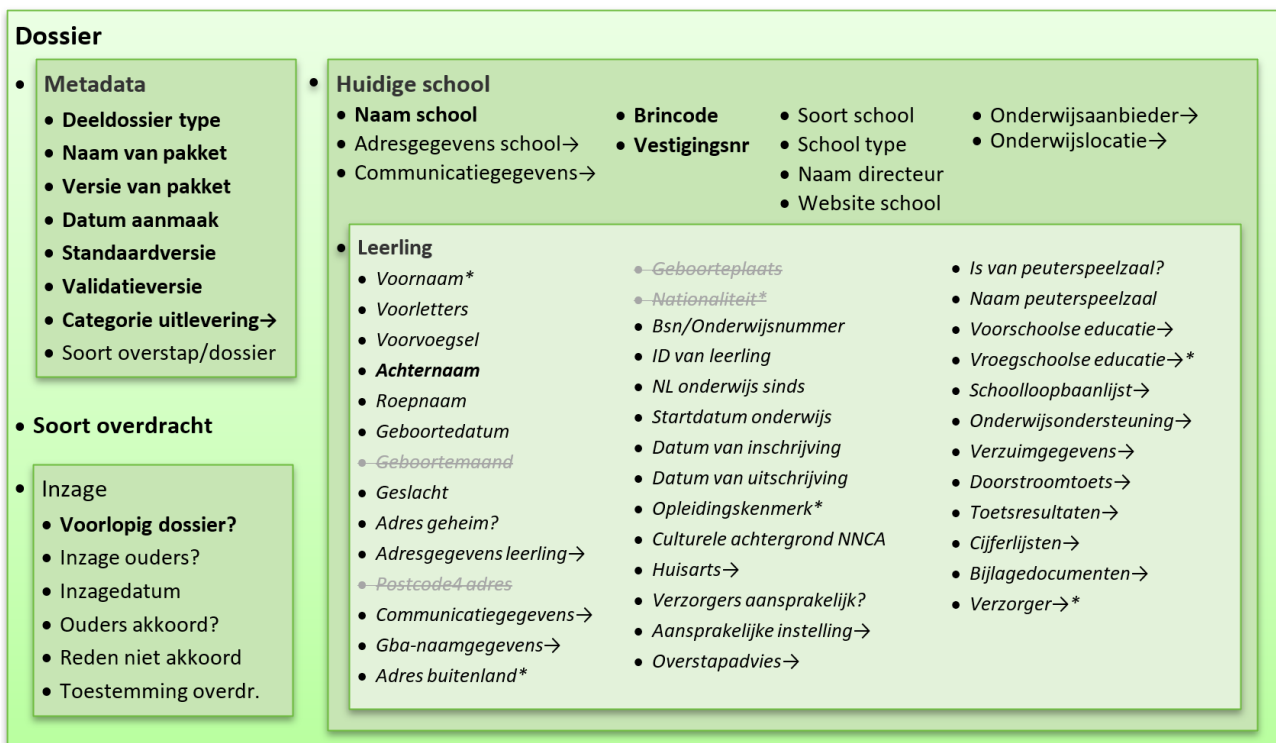 Dossier
• Metadata
• Deeldossier type
• Naam van pakket
• Versie van pakket
• Datum aanmaak
• Standaardversie
• Validatieversie
• Categorie uitlevering→
• Soort overstap/dossier
• Soort overdracht
• Inzage
• Voorlopig dossier?
• Inzage ouders?
• Inzagedatum
• Ouders akkoord?
• Reden niet akkoord
• Toestemming overdr.
• Huidige school
• Naam school
• Adresgegevens school→
• Communicatiegegevens→
• Brincode
• Vestigingsnr
• Soort school
• School type
• Naam directeur
• Website school
• Onderwijsaanbieder→
• Onderwijslocatie→
• Leerling
• Voornaam*
• Voorletters
• Voorvoegsel
• Achternaam
• Roepnaam
• Geboortedatum
• Geboortemaand
• Geslacht
• Adres geheim?
• Adresgegevens leerling→
• Postcode4 adres
• Communicatiegegevens→
• Gba-naamgegevens→
• Adres buitenland*
• Geboorteplaats
• Nationaliteit*
• Bsn/Onderwijsnummer
• ID van leerling
• NL onderwijs sinds
• Startdatum onderwijs
• Datum van inschrijving
• Datum van uitschrijving
• Opleidingskenmerk*
• Culturele achtergrond NNCA
• Huisarts→
• Verzorgers aansprakelijk?
• Aansprakelijke instelling→
• Overstapadvies→
• Is van peuterspeelzaal?
• Naam peuterspeelzaal
• Voorschoolse educatie→
• Vroegschoolse educatie→*
• Schoolloopbaanlijst→
• Onderwijsondersteuning→
• Verzuimgegevens→
• Doorstroomtoets→
• Toetsresultaten→
• Cijferlijsten→
• Bijlagedocumenten→
• Verzorger→*